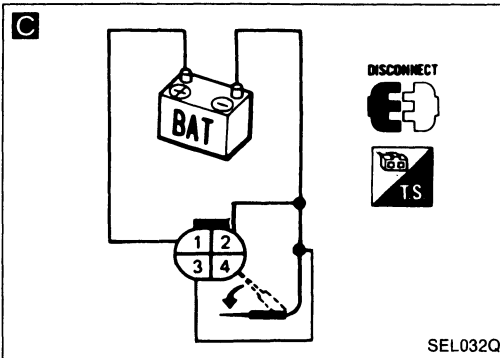 C
DISCONNECT
+ −
BAT
T.S
1 2
3 4
SEL032Q